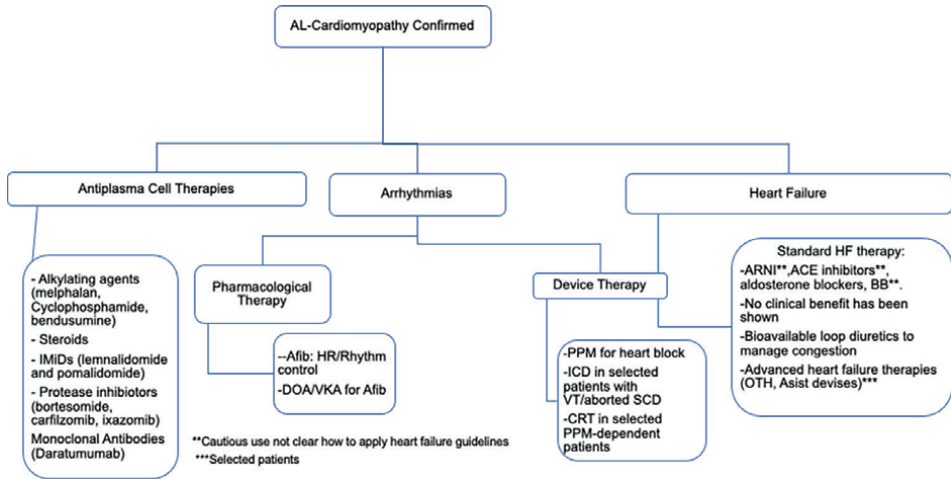 AL-Cardiomyopathy Confirmed
Antiplasma Cell Therapies
Arrhythmias
Heart Failure
- Alkylating agents
(melphalan,
Cyclophosphamide,
bendusumine)
- Steroids
- IMiDs (lemnalidomide
and pomalidomide)
- Protease inhibiotors
(bortesomide,
carfilzomib, ixazomib)
Monoclonal Antibodies
(Daratumumab)
Pharmacological
Therapy
--Afib: HR/Rhythm
control
-DOA/VKA for Afib
Device Therapy
-PPM for heart block
-ICD in selected
patients with
VT/aborted SCD
-CRT in selected
PPM-dependent
patients
Standard HF therapy:
-ARNI**,ACE inhibitors**,
aldosterone blockers, BB**.
-No clinical benefit has been
shown
-Bioavailable loop diuretics to
manage congestion
-Advanced heart failure therapies
(OTH, Asist devises)***
**Cautious use not clear how to apply heart failure guidelines
***Selected patients